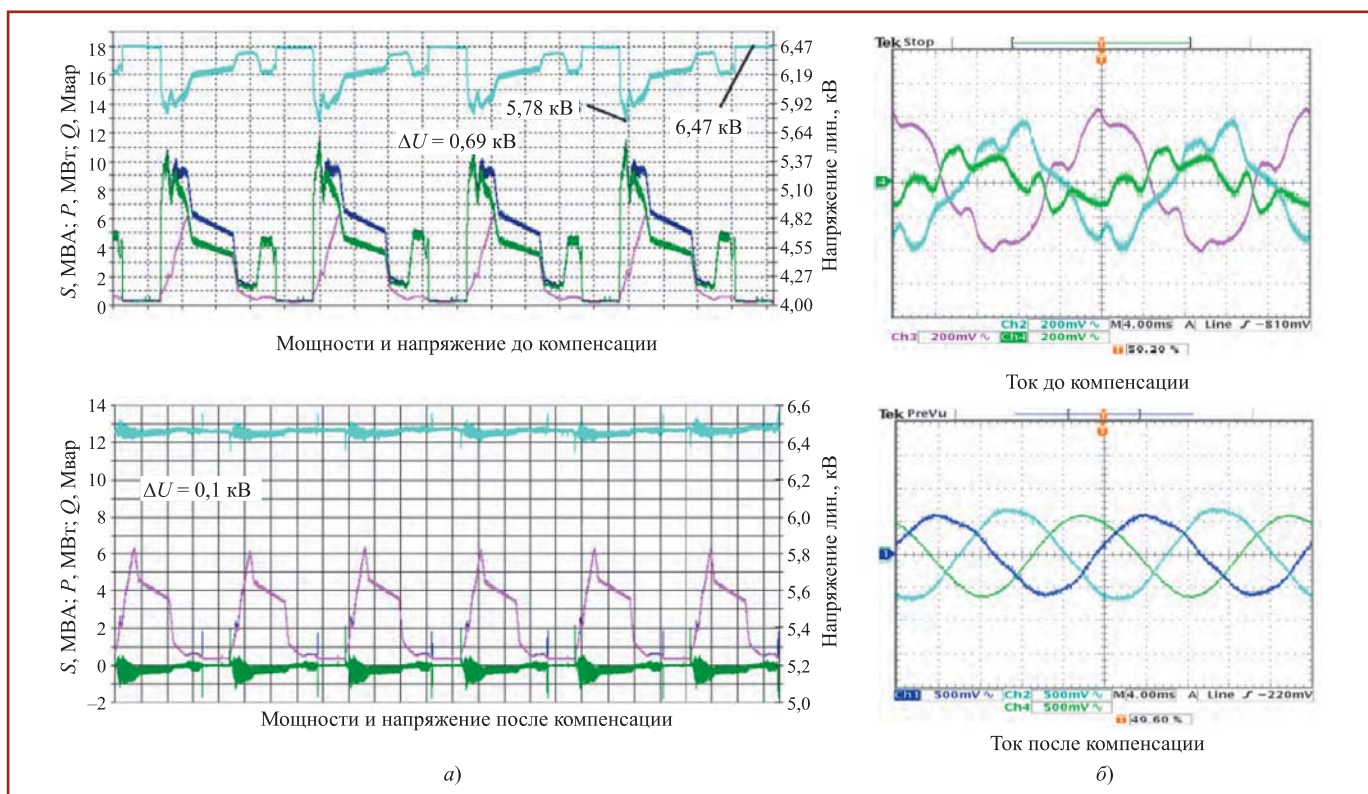 S, МВА; P, МВт; Q, Мвар
18
16
14
12
10
8
6
4
2
0
6,47
6,19
5,92
5,64
5,37
5,10
4,82
4,55
4,27
4,00
Напряжение лин., кВ
5,78 кВ
6,47 кВ
ΔU = 0,69 кВ
Мощности и напряжение до компенсации
Tek Stop
Ch2 200mV M 4.00ms A Line -810mV
Ch3 200mV Ch4 200mV
50.20 %
Ток до компенсации
S, МВА; P, МВт; Q, Мвар
14
12
10
8
6
4
2
0
–2
6,6
6,4
6,2
6,0
5,8
5,6
5,4
5,2
5,0
Напряжение лин., кВ
ΔU = 0,1 кВ
Мощности и напряжение после компенсации
а)
Tek PreVu
1
Ch1 500mV Ch2 500mV M 4.00ms A Line -220mV
Ch4 500mV
49.60 %
Ток после компенсации
б)